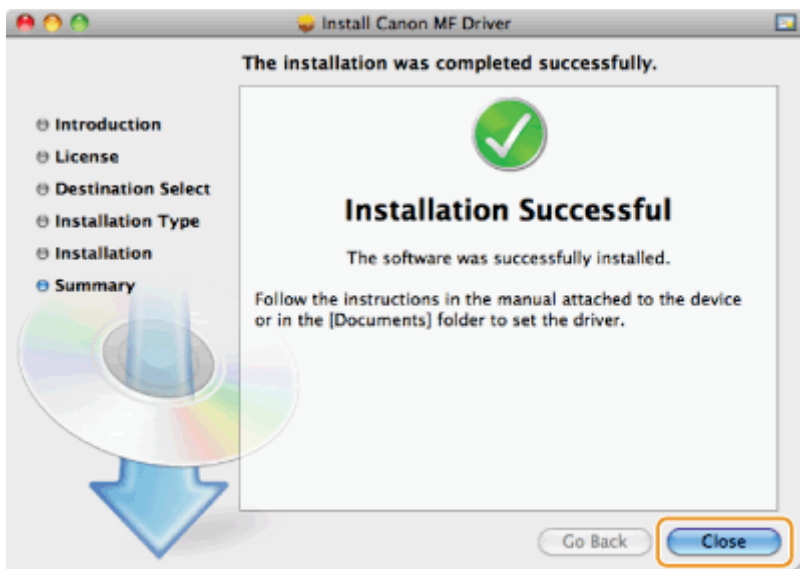 Install Canon MF Driver
The installation was completed successfully.
Introduction
License
Destination Select
Installation Type
Installation
Summary
Installation Successful
The software was successfully installed.
Follow the instructions in the manual attached to the device
or in the [Documents] folder to set the driver.
Go Back
Close